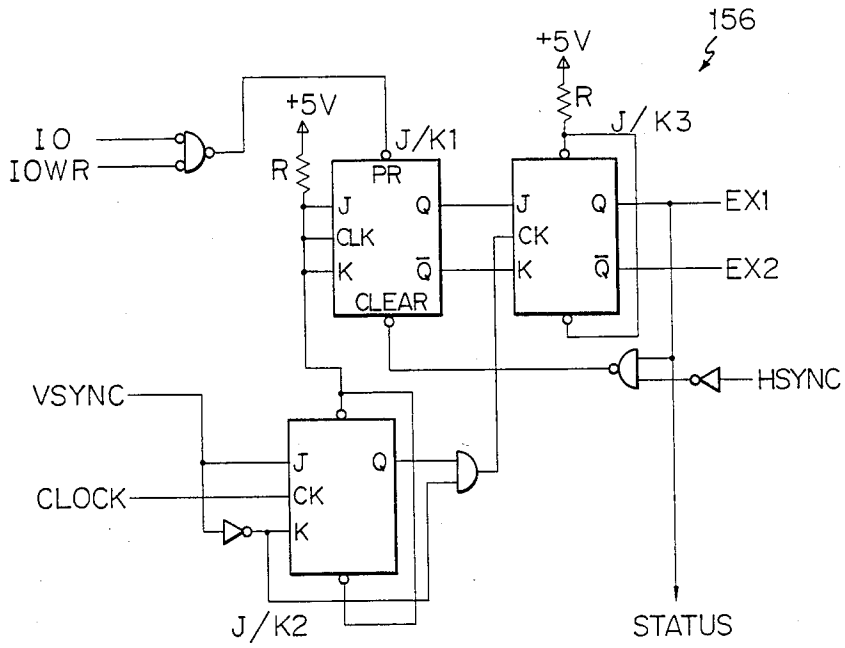 156
+5V
R
J/K3
+5V
J/K1
IO
IOWR
R
PR
J
Q
CLK
K
Q̅
CLEAR
J
Q
CK
K
Q̅
EX1
EX2
HSYNC
VSYNC
J
Q
CLOCK
CK
K
J/K2
STATUS